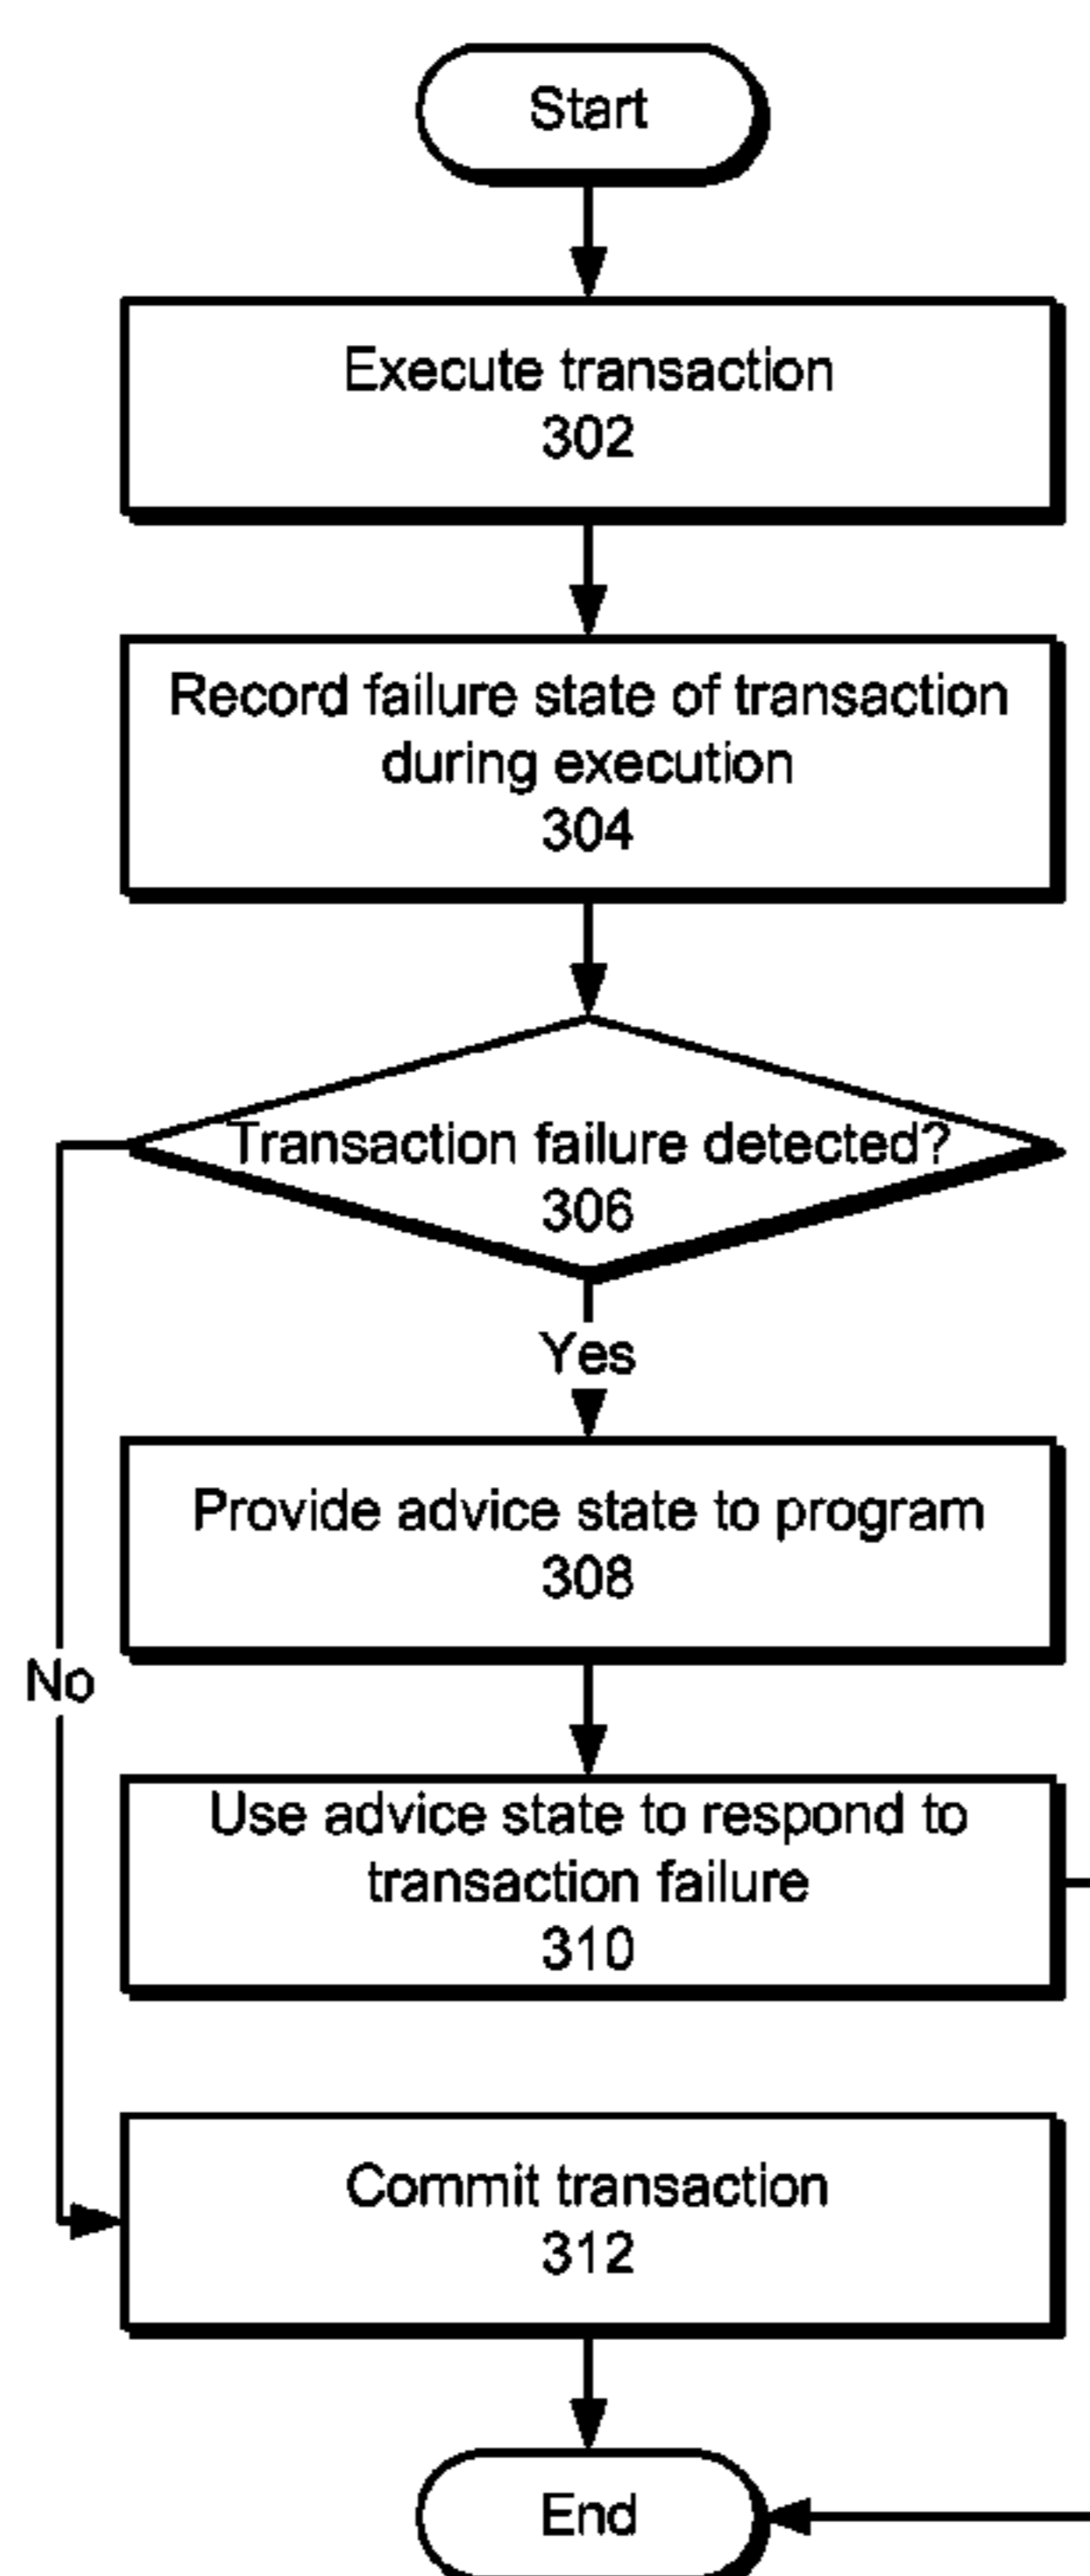 Start
Execute transaction
302
Record failure state of transaction
during execution
304
Transaction failure detected?
306
Yes
Provide advice state to program
308
No
Use advice state to respond to
transaction failure
310
Commit transaction
312
End